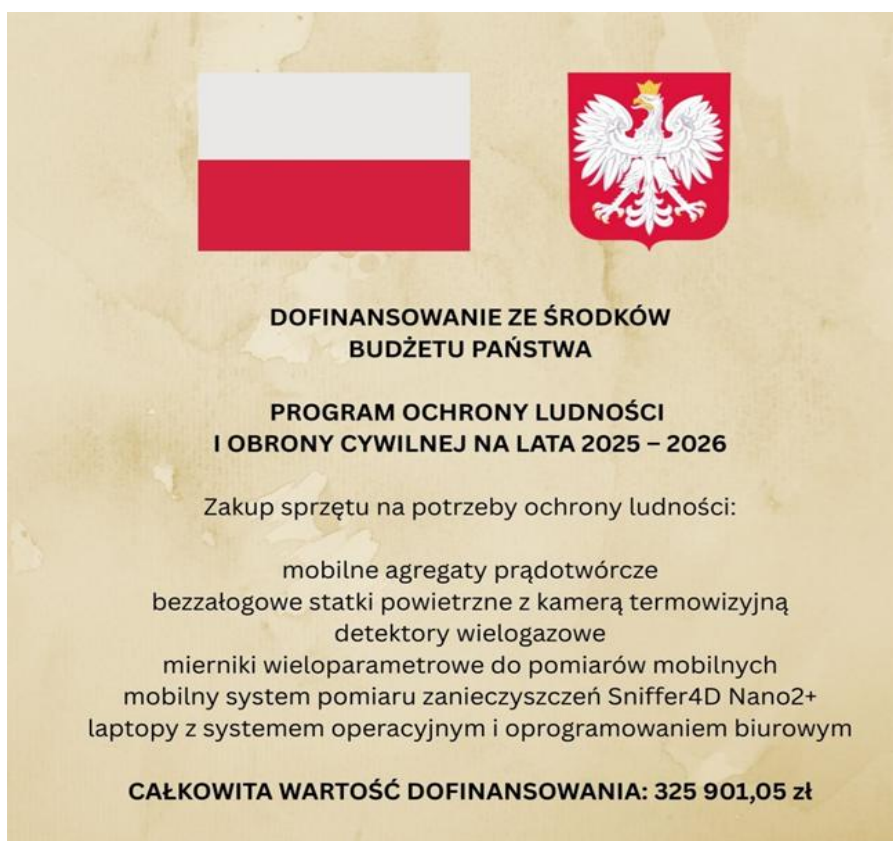 DOFINANSOWANIE ZE ŚRODKÓW
BUDŻETU PAŃSTWA
PROGRAM OCHRONY LUDNOŚCI
I OBRONY CYWILNEJ NA LATA 2025 – 2026
Zakup sprzętu na potrzeby ochrony ludności:
mobilne agregaty prądotwórcze
bezzałogowe statki powietrzne z kamerą termowizyjną
detektory wielogazowe
mierniki wieloparametrowe do pomiarów mobilnych
mobilny system pomiaru zanieczyszczeń Sniffer4D Nano2+
laptopy z systemem operacyjnym i oprogramowaniem biurowym
CAŁKOWITA WARTOŚĆ DOFINANSOWANIA: 325 901,05 zł